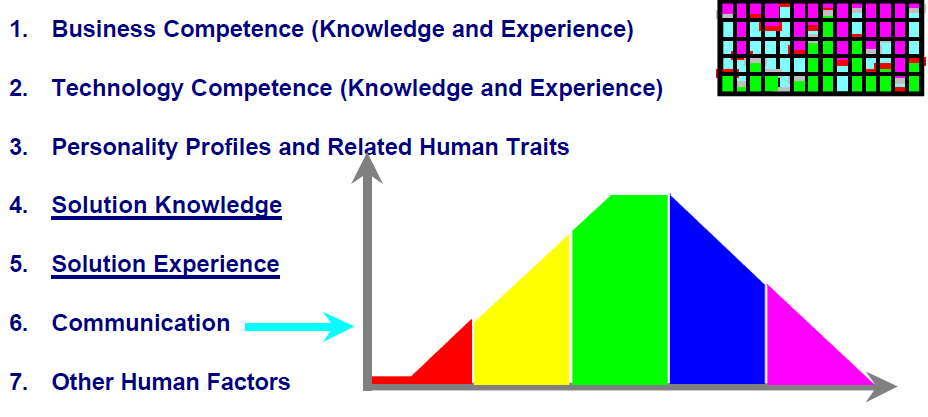 1. Business Competence (Knowledge and Experience)
2. Technology Competence (Knowledge and Experience)
3. Personality Profiles and Related Human Traits
4. Solution Knowledge
5. Solution Experience
6. Communication
7. Other Human Factors